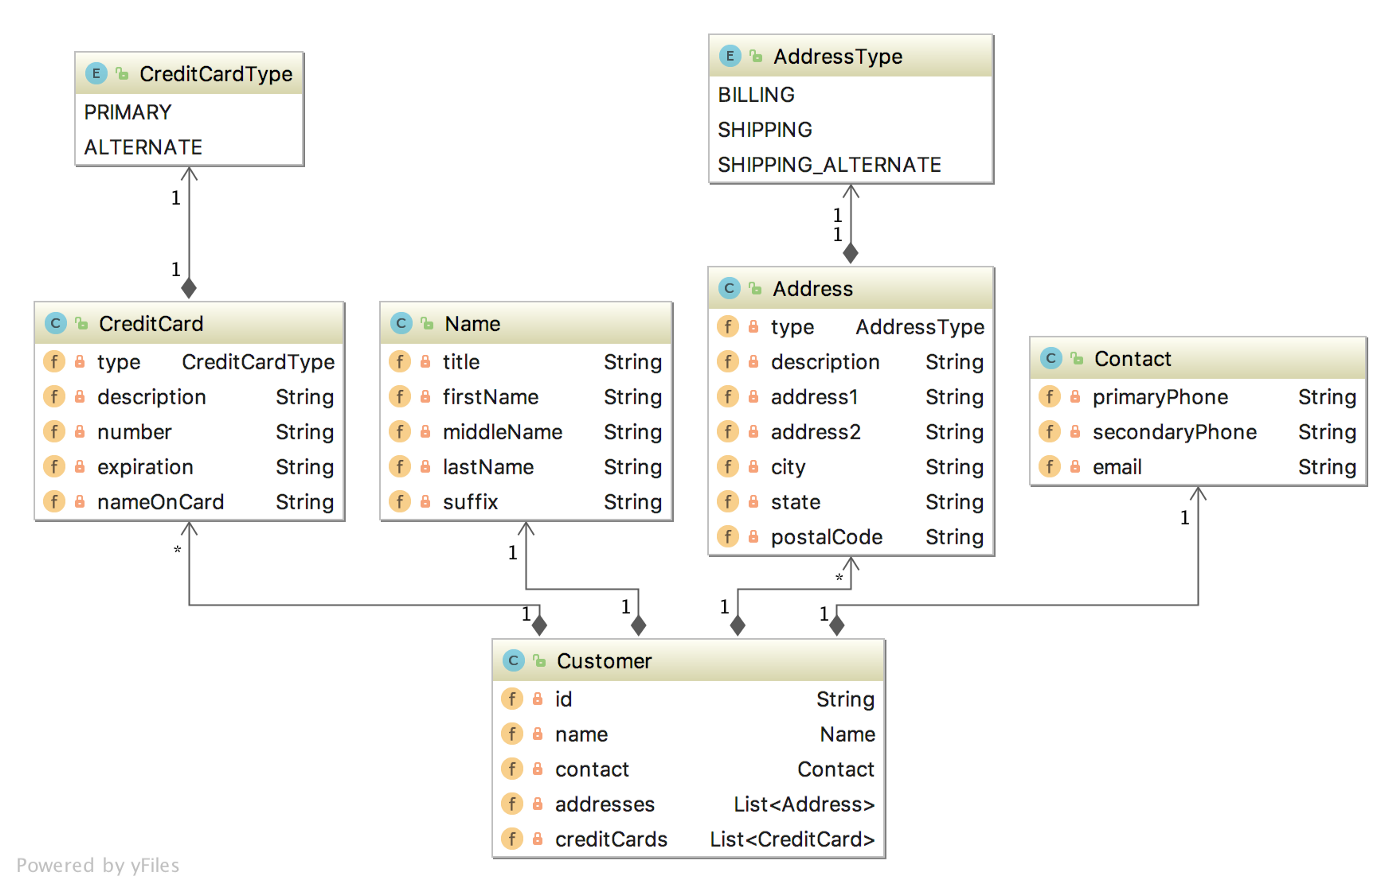 E CreditCardType
PRIMARY
ALTERNATE
E AddressType
BILLING
SHIPPING
SHIPPING_ALTERNATE
1
1
1
1
C CreditCard
f type CreditCardType
f description String
f number String
f expiration String
f nameOnCard String
C Name
f title String
f firstName String
f middleName String
f lastName String
f suffix String
C Address
f type AddressType
f description String
f address1 String
f address2 String
f city String
f state String
f postalCode String
C Contact
f primaryPhone String
f secondaryPhone String
f email String
*
1
*
1
1
1
1
1
C Customer
f id String
f name Name
f contact Contact
f addresses List<Address>
f creditCards List<CreditCard>
Powered by yFiles